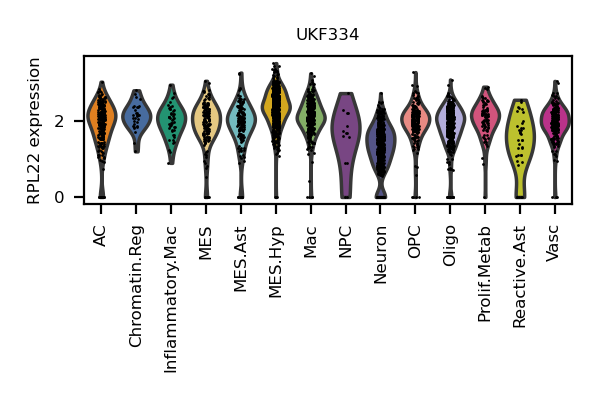 UKF334
RPL22 expression
2
0
AC
Chromatin.Reg
Inflammatory.Mac
MES
MES.Ast
MES.Hyp
Mac
NPC
Neuron
OPC
Oligo
Prolif.Metab
Reactive.Ast
Vasc